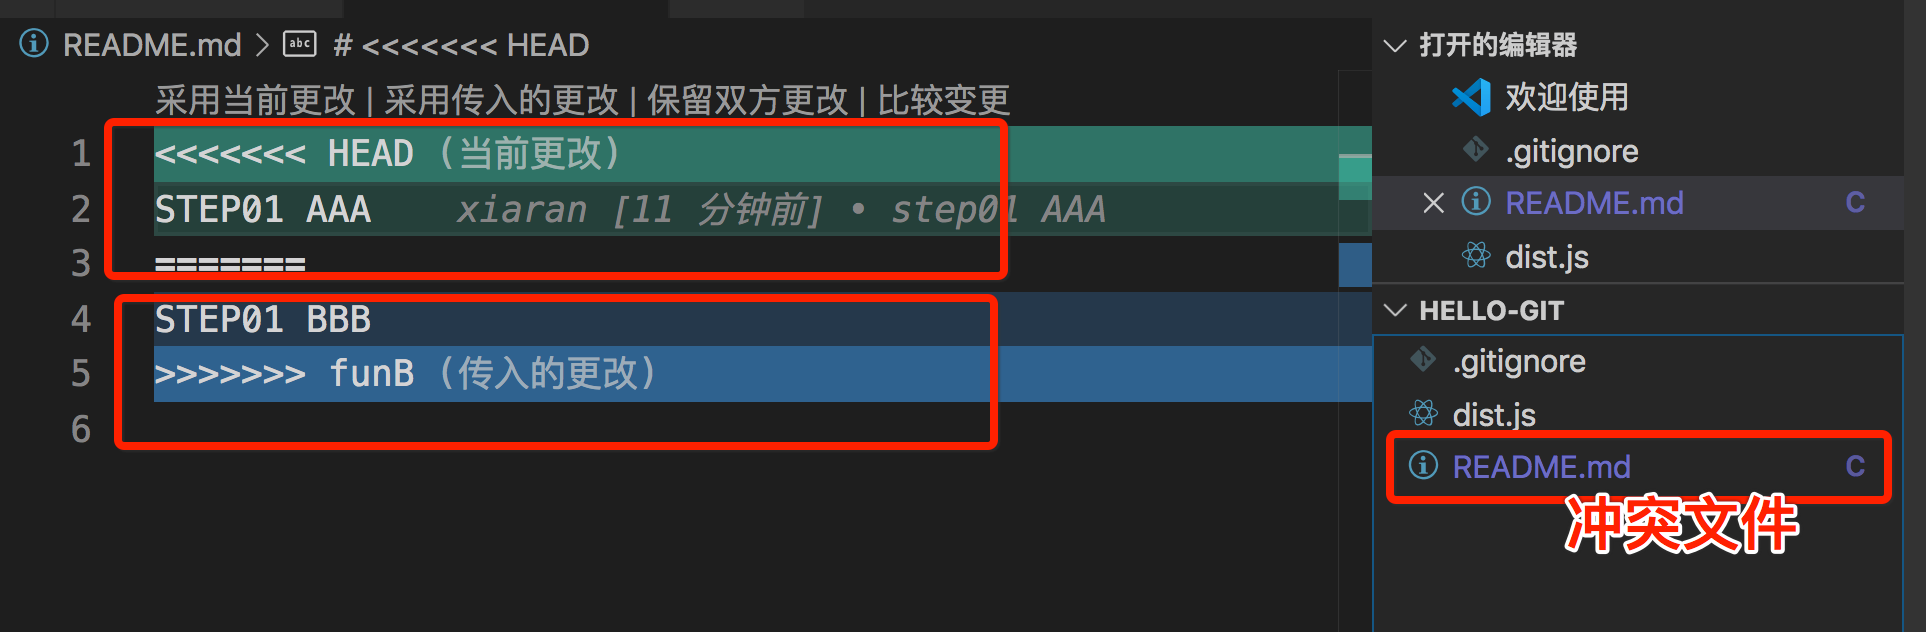 README.md > # <<<<<<< HEAD
采用当前更改 | 采用传入的更改 | 保留双方更改 | 比较变更
1 <<<<<<< HEAD (当前更改)
2 STEP01 AAA xiaran [11 分钟前] • step01 AAA
3 =======
4 STEP01 BBB
5 >>>>>>> funB (传入的更改)
6
打开的编辑器
欢迎使用
.gitignore
README.md C
dist.js
HELLO-GIT
.gitignore
dist.js
README.md C
冲突文件